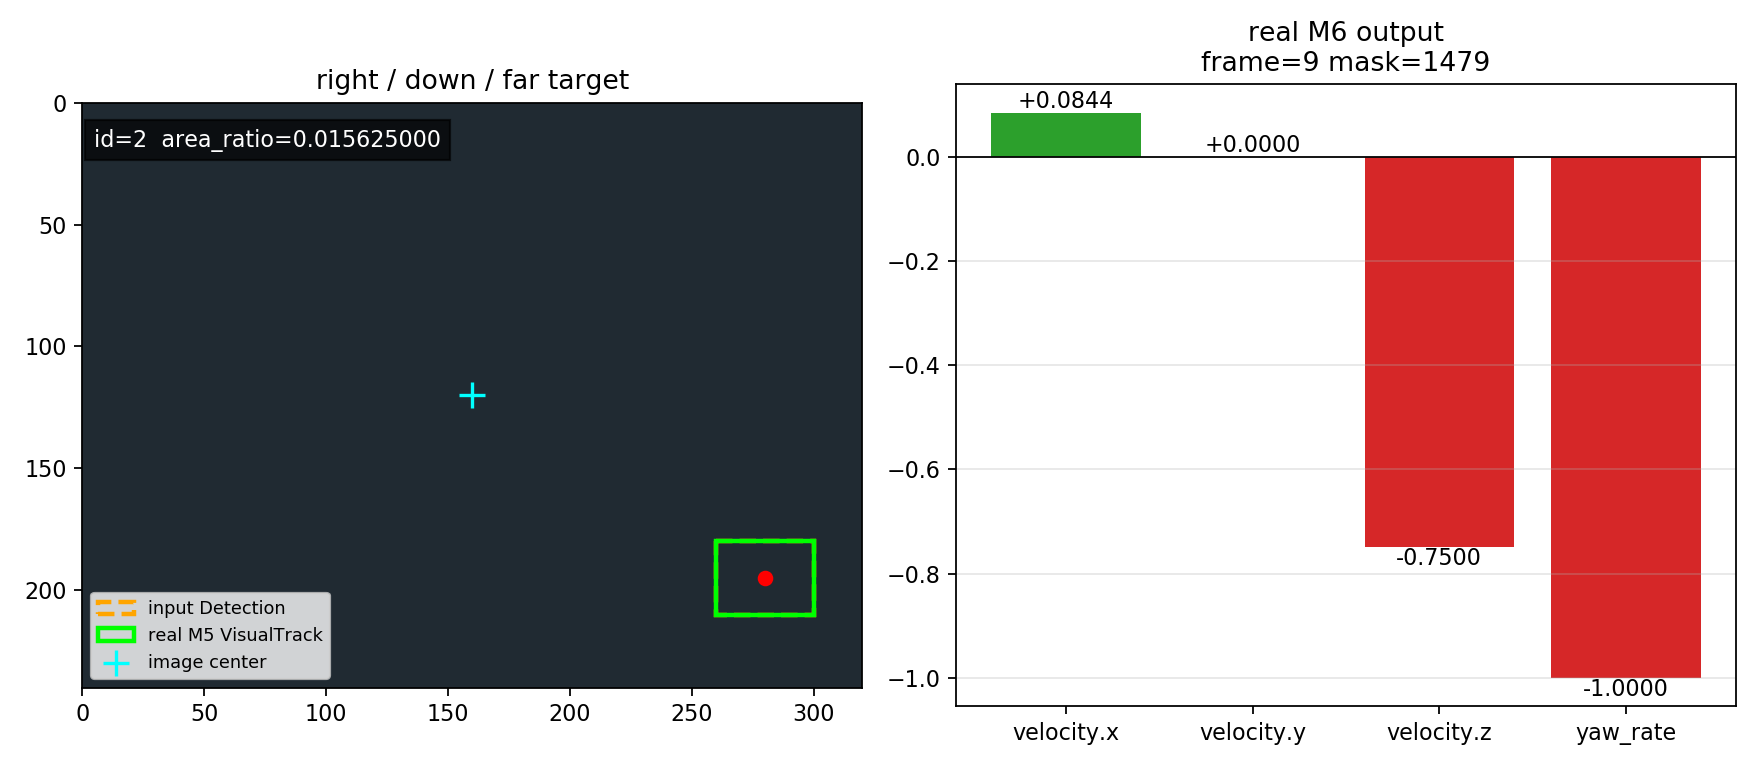 right / down / far target
0
50
100
150
200
id=2  area_ratio=0.015625000
input Detection
real M5 VisualTrack
image center
0 50 100 150 200 250 300
real M6 output
frame=9 mask=1479
0.0
−0.2
−0.4
−0.6
−0.8
−1.0
+0.0844
+0.0000
-0.7500
-1.0000
velocity.x velocity.y velocity.z yaw_rate